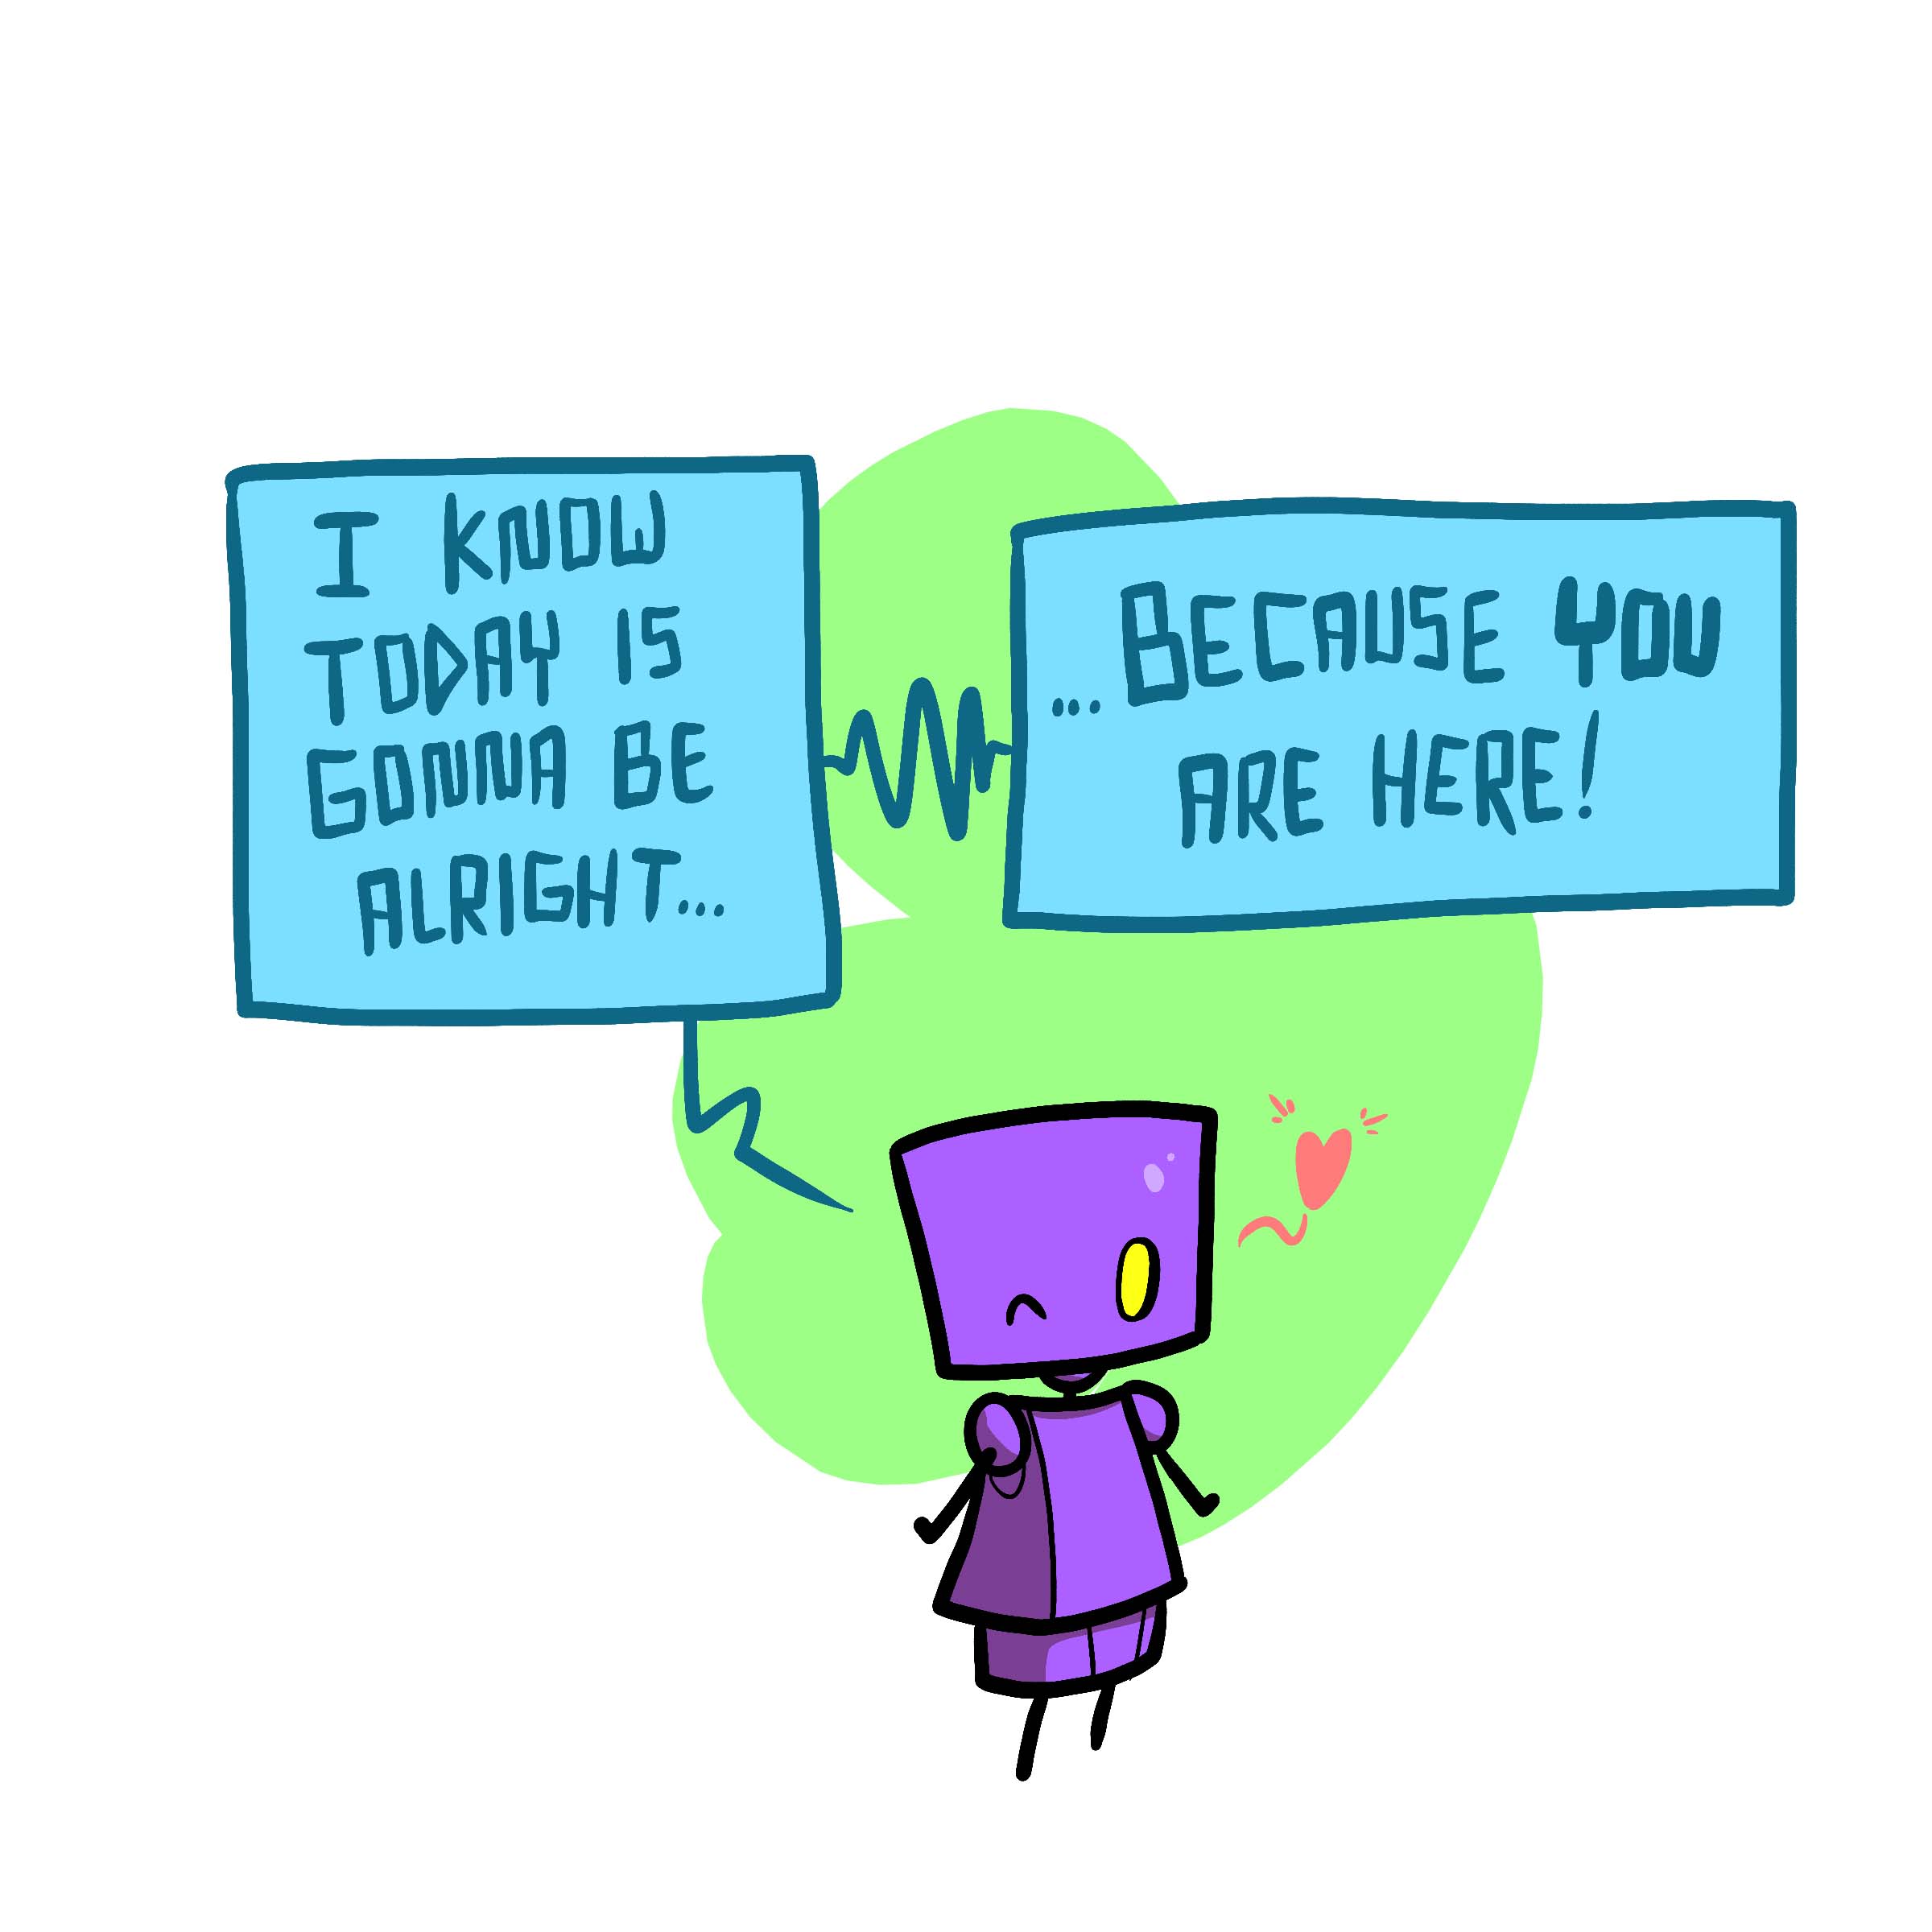 I KNOW
TODAY IS
GONNA BE
ALRIGHT...
...BECAUSE YOU
ARE HERE!